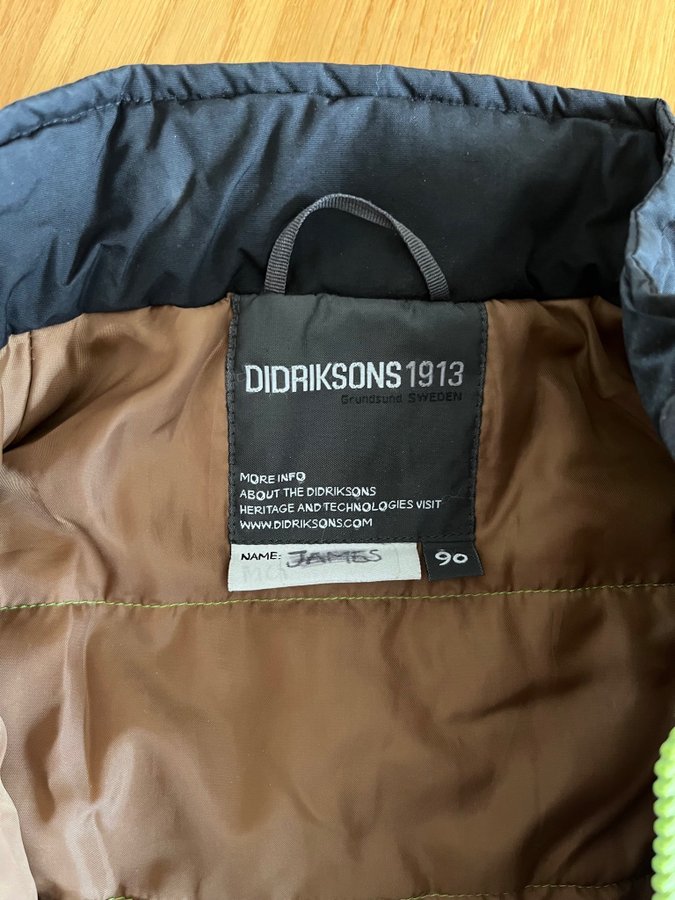 DIDRIKSONS 1913
Grundsund SWEDEN
MORE INFO
ABOUT THE DIDRIKSONS
HERITAGE AND TECHNOLOGIES VISIT
WWW.DIDRIKSONS.COM
NAME: JAMES 90